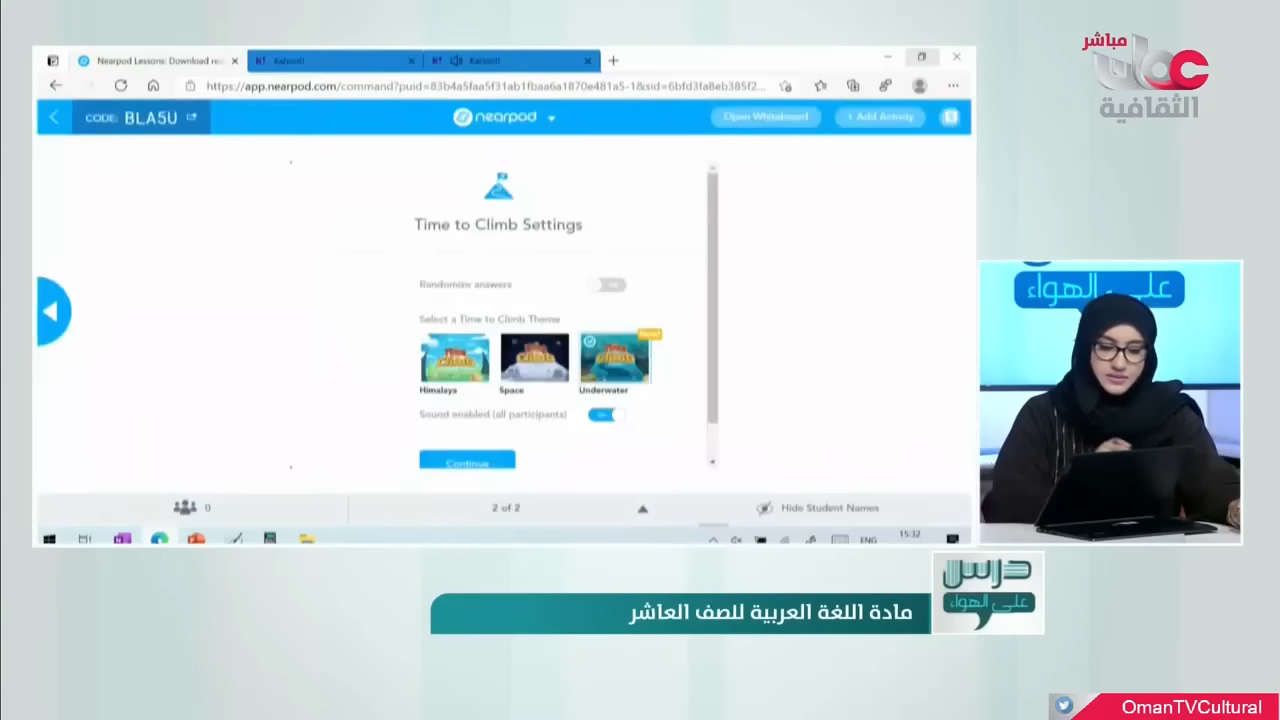 مباشر
عمان
الثقافية
Nearpod Lessons: Download re
Kahoot!
Kahoot!
https://app.nearpod.com/command?puid=83b4a5faa5f31ab1fbaa6a1870e481a5-1&sid=6bfd3fa8eb385f2...
CODE: BLA5U
nearpod
Open Whiteboard
+ Add Activity
Time to Climb Settings
Randomize answers
Select a Time to Climb Theme
New!
Himalaya
Space
Underwater
Sound enabled (all participants)
On
Continue
0
2 of 2
Hide Student Names
ENG
15:32
على الهواء
درس
على الهواء
مادة اللغة العربية للصف العاشر
OmanTVCultural